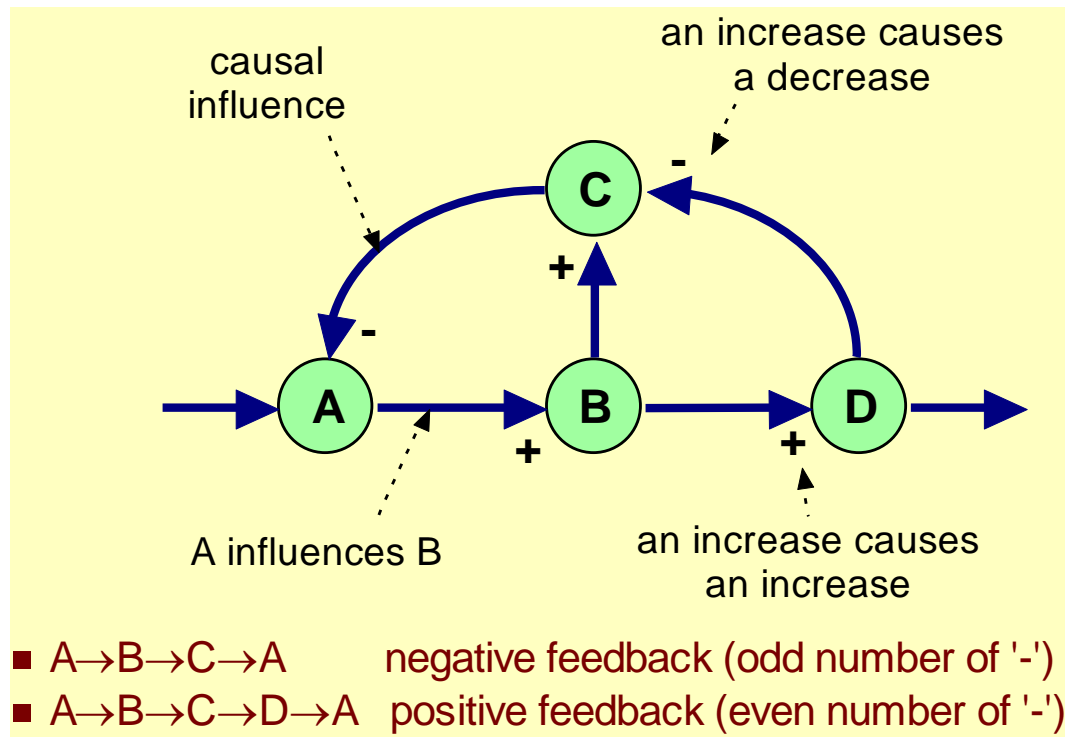 an increase causes
a decrease
causal
influence
-
C
+
-
A
B
D
+
+
A influences B
an increase causes
an increase
▪ A→B→C→A negative feedback (odd number of '-')
▪ A→B→C→D→A positive feedback (even number of '-')